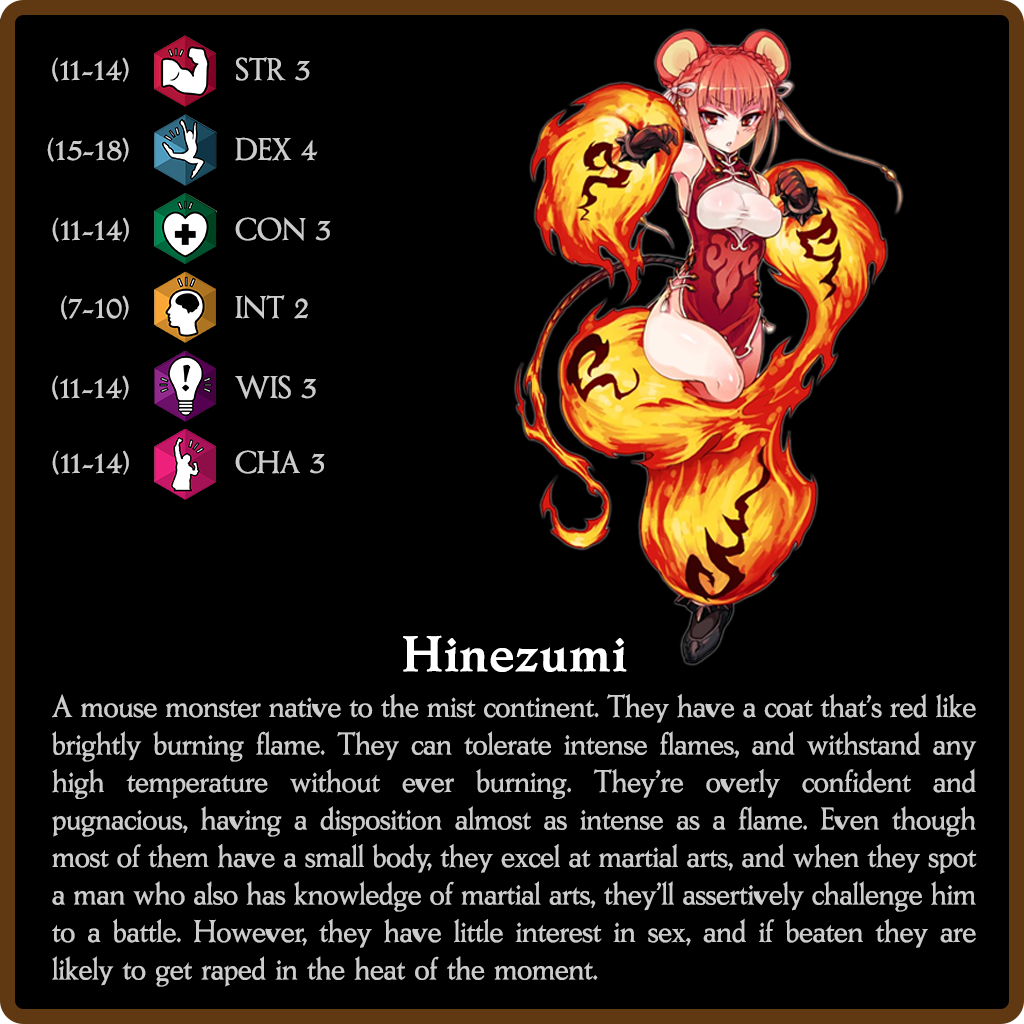 (11-14) STR 3
(15-18) DEX 4
(11-14) CON 3
(7-10) INT 2
(11-14) WIS 3
(11-14) CHA 3
Hinezumi
A mouse monster native to the mist continent. They have a coat that's red like
brightly burning flame. They can tolerate intense flames, and withstand any
high temperature without ever burning. They're overly confident and
pugnacious, having a disposition almost as intense as a flame. Even though
most of them have a small body, they excel at martial arts, and when they spot
a man who also has knowledge of martial arts, they'll assertively challenge him
to a battle. However, they have little interest in sex, and if beaten they are
likely to get raped in the heat of the moment.